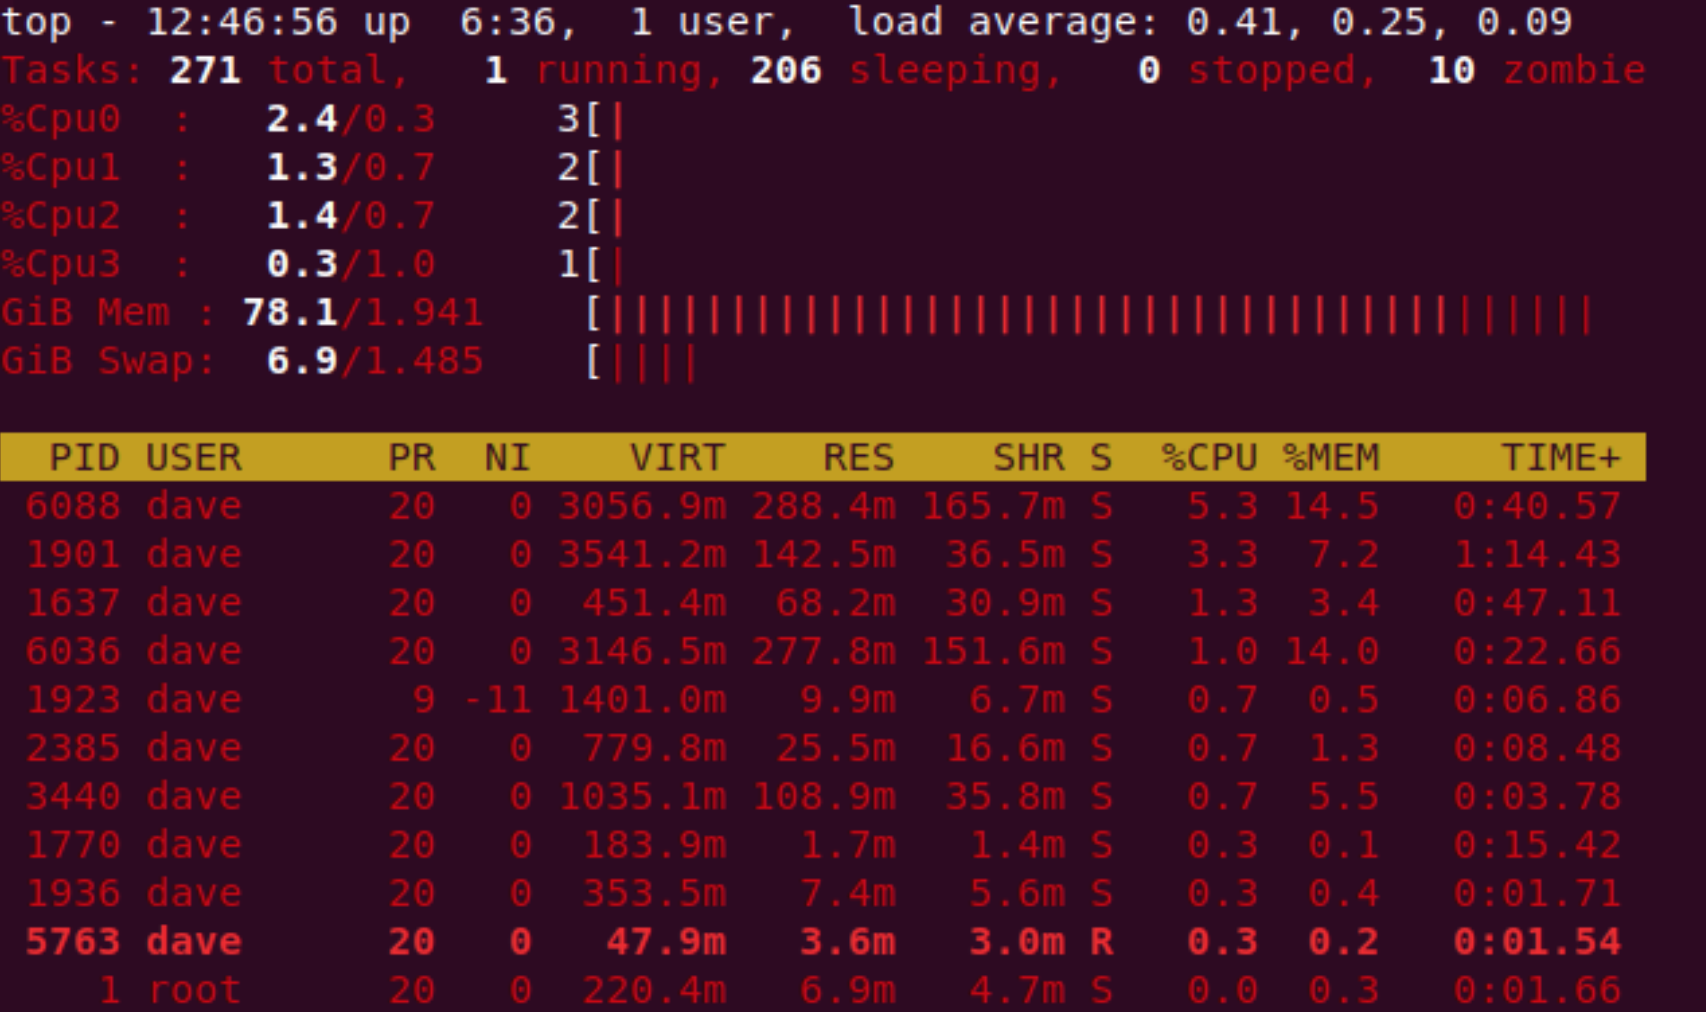 top - 12:46:56 up  6:36,  1 user,  load average: 0.41, 0.25, 0.09
Tasks: 271 total,   1 running, 206 sleeping,   0 stopped,  10 zombie
%Cpu0  :   2.4/0.3     3[|
%Cpu1  :   1.3/0.7     2[|
%Cpu2  :   1.4/0.7     2[|
%Cpu3  :   0.3/1.0     1[|
GiB Mem : 78.1/1.941    [|||||||||||||||||||||||||||||||||||||||||
GiB Swap:  6.9/1.485    [||||
  PID USER      PR  NI    VIRT    RES    SHR S  %CPU %MEM     TIME+
 6088 dave      20   0 3056.9m 288.4m 165.7m S   5.3 14.5   0:40.57
 1901 dave      20   0 3541.2m 142.5m  36.5m S   3.3  7.2   1:14.43
 1637 dave      20   0  451.4m  68.2m  30.9m S   1.3  3.4   0:47.11
 6036 dave      20   0 3146.5m 277.8m 151.6m S   1.0 14.0   0:22.66
 1923 dave       9 -11 1401.0m   9.9m   6.7m S   0.7  0.5   0:06.86
 2385 dave      20   0  779.8m  25.5m  16.6m S   0.7  1.3   0:08.48
 3440 dave      20   0 1035.1m 108.9m  35.8m S   0.7  5.5   0:03.78
 1770 dave      20   0  183.9m   1.7m   1.4m S   0.3  0.1   0:15.42
 1936 dave      20   0  353.5m   7.4m   5.6m S   0.3  0.4   0:01.71
 5763 dave      20   0   47.9m   3.6m   3.0m R   0.3  0.2   0:01.54
    1 root      20   0  220.4m   6.9m   4.7m S   0.0  0.3   0:01.66